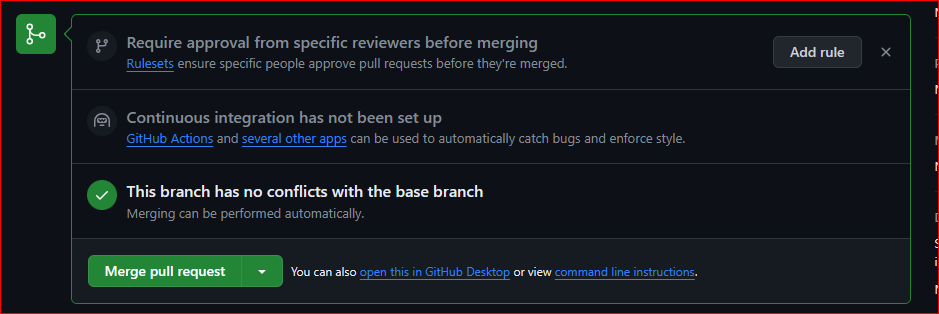 Require approval from specific reviewers before merging
Rulesets ensure specific people approve pull requests before they're merged.
Add rule
Continuous integration has not been set up
GitHub Actions and several other apps can be used to automatically catch bugs and enforce style.
This branch has no conflicts with the base branch
Merging can be performed automatically.
Merge pull request
You can also open this in GitHub Desktop or view command line instructions.